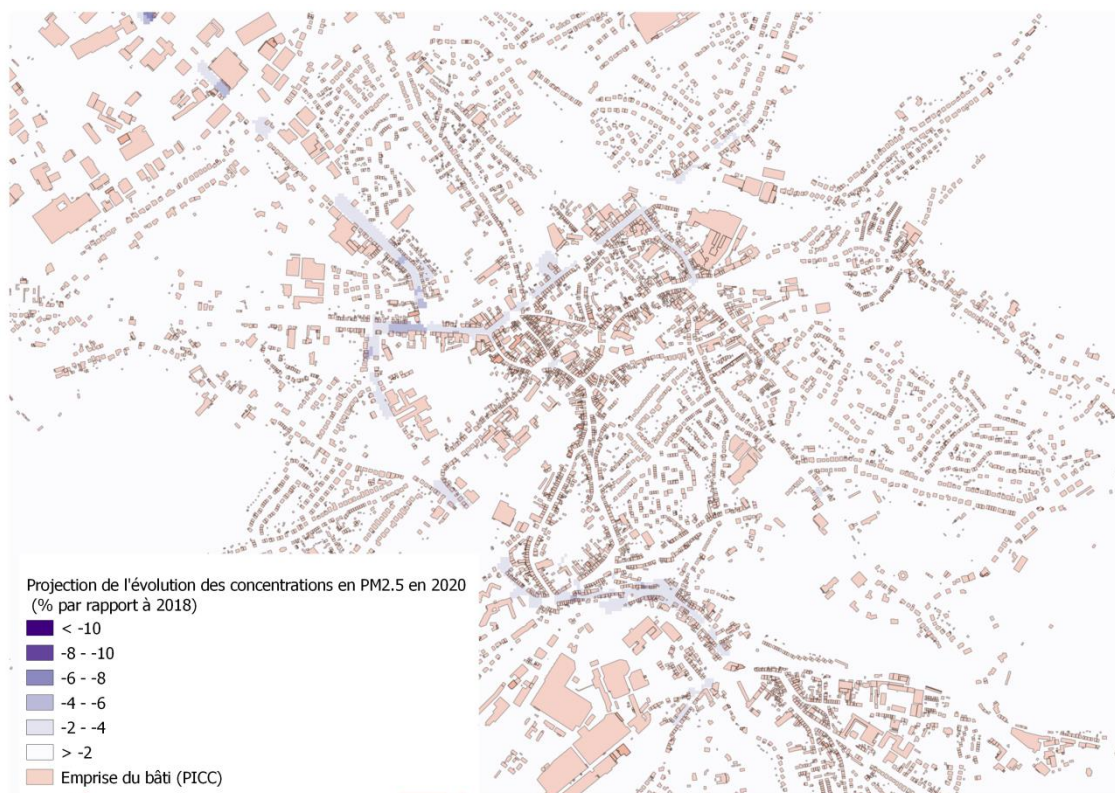 Projection de l'évolution des concentrations en PM2.5 en 2020
(% par rapport à 2018)
< -10
-8 - -10
-6 - -8
-4 - -6
-2 - -4
> -2
Emprise du bâti (PICC)